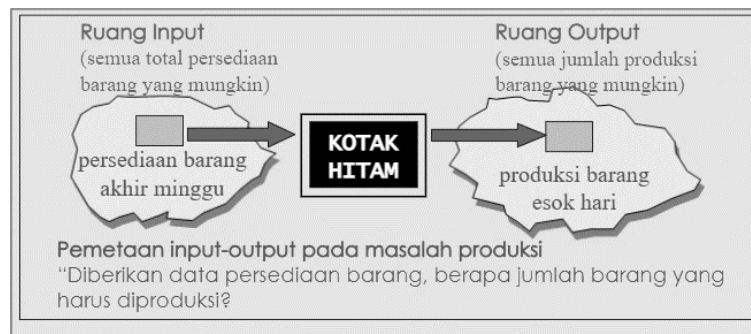 Ruang Input
(semua total persediaan
barang yang mungkin)
persediaan barang
akhir minggu
KOTAK
HITAM
Ruang Output
(semua jumlah produksi
barang yang mungkin)
produksi barang
esok hari
Pemetaan input-output pada masalah produksi
“Diberikan data persediaan barang, berapa jumlah barang yang
harus diproduksi?